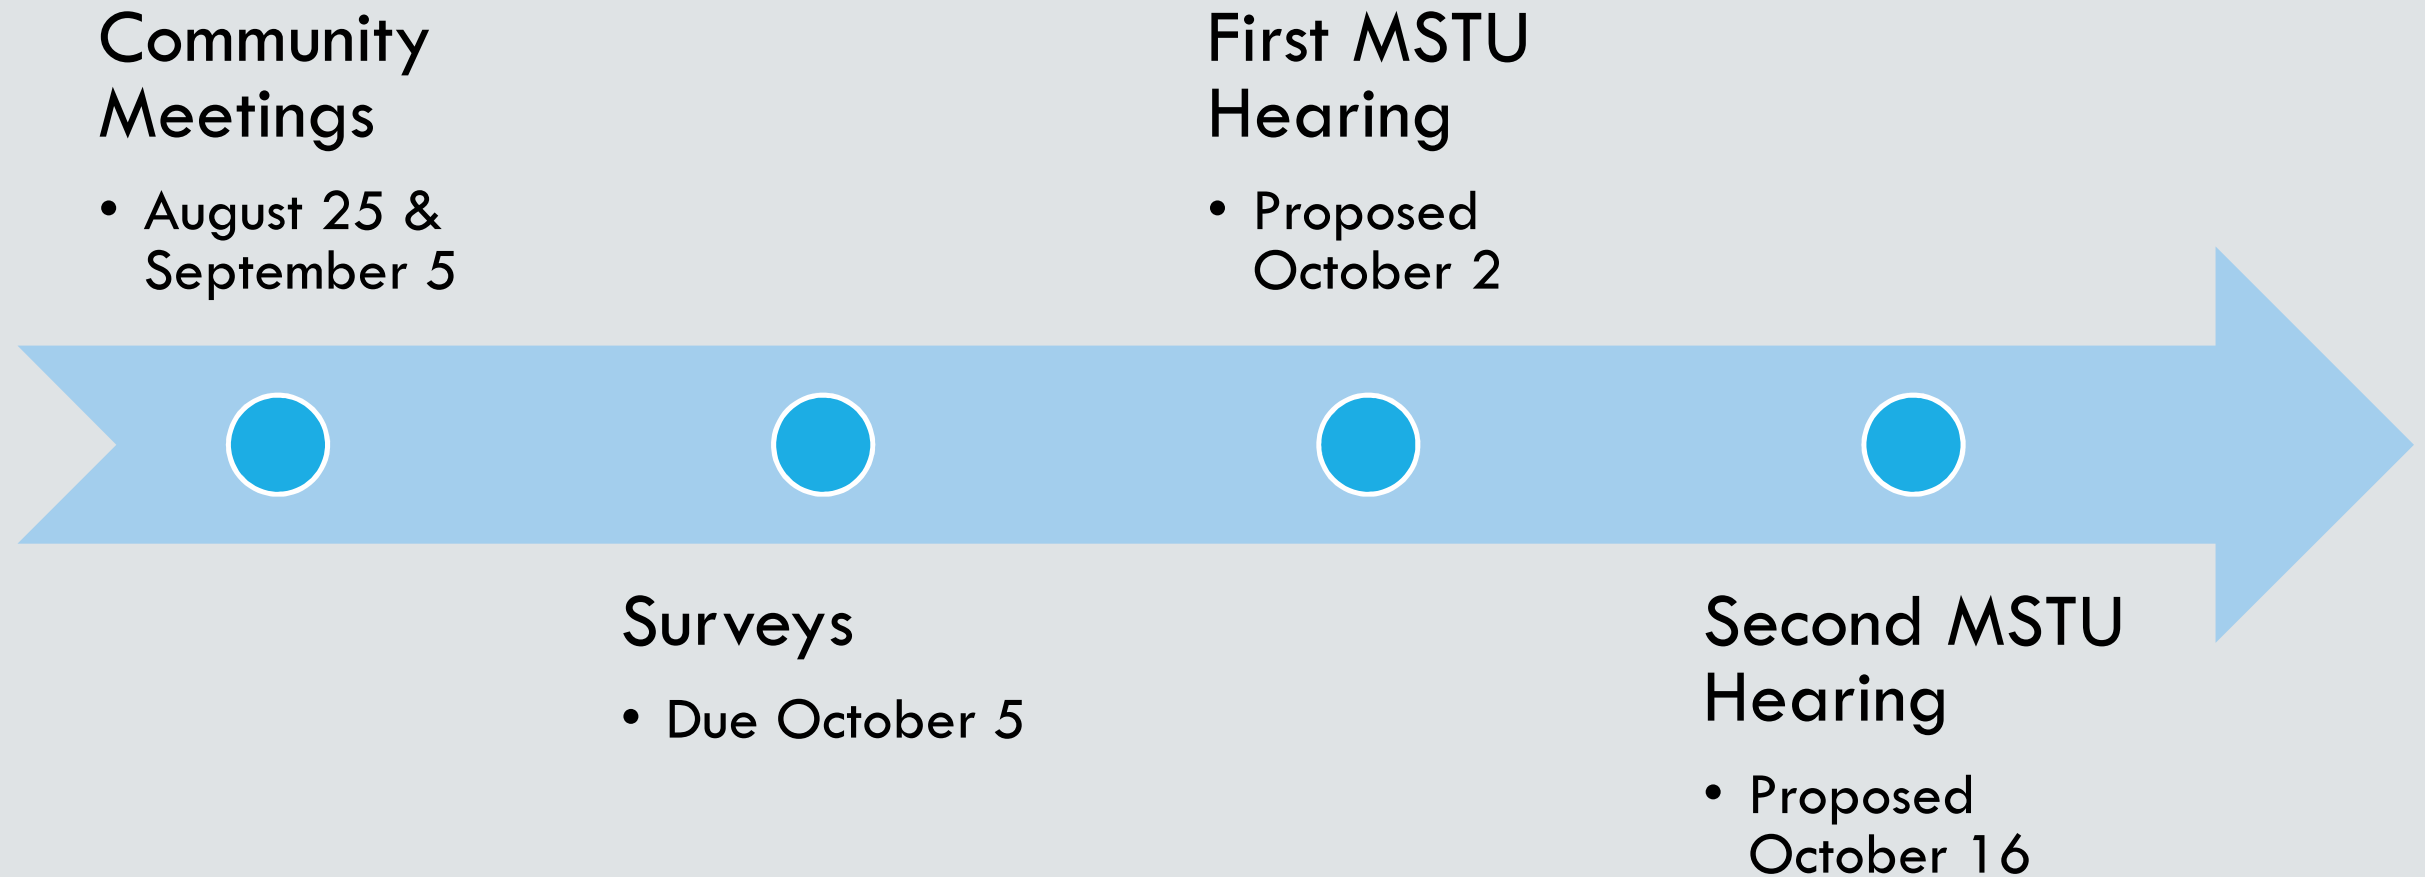 Community
Meetings
• August 25 &
September 5
Surveys
• Due October 5
First MSTU
Hearing
• Proposed
October 2
Second MSTU
Hearing
• Proposed
October 16